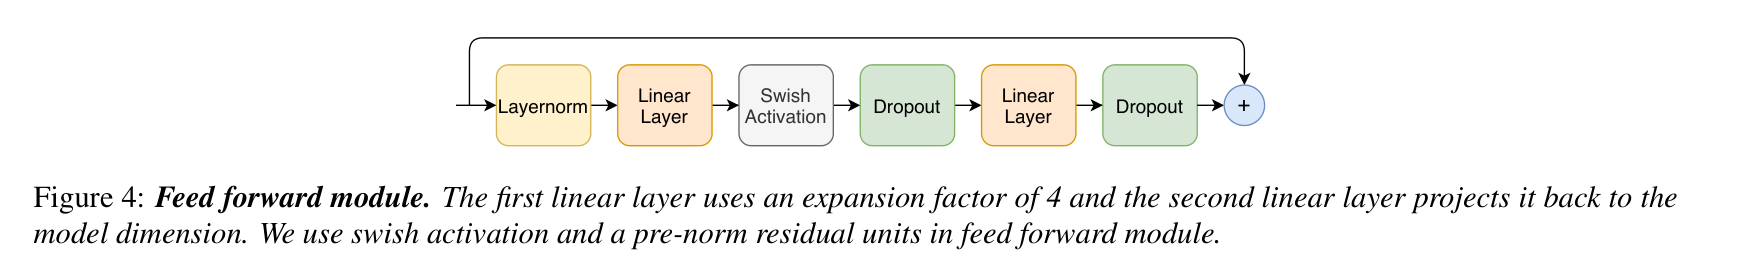 Layernorm
Linear
Layer
Swish
Activation
Dropout
Linear
Layer
Dropout
+
Figure 4: Feed forward module. The first linear layer uses an expansion factor of 4 and the second linear layer projects it back to the
model dimension. We use swish activation and a pre-norm residual units in feed forward module.